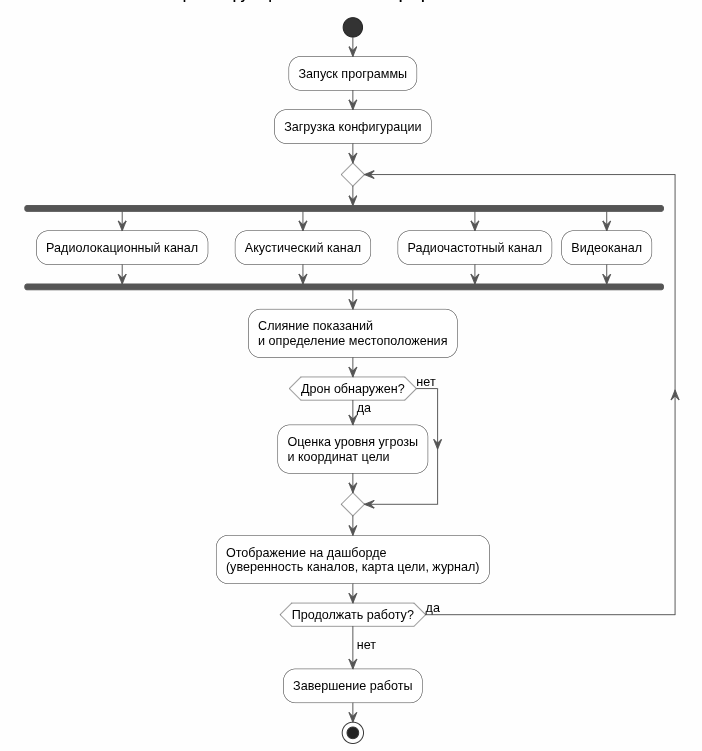 Запуск программы
Загрузка конфигурации
Радиолокационный канал
Акустический канал
Радиочастотный канал
Видеоканал
Слияние показаний
и определение местоположения
Дрон обнаружен?
нет
да
Оценка уровня угрозы
и координат цели
Отображение на дашборде
(уверенность каналов, карта цели, журнал)
Продолжать работу?
да
нет
Завершение работы